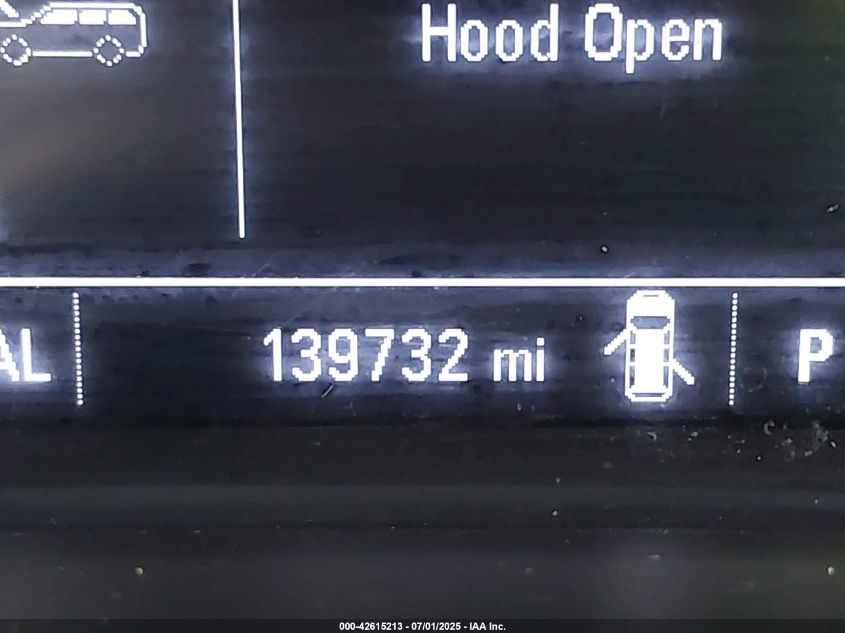 Hood Open
AL
139732 mi
P
000-42615213 - 07/01/2025 - IAA Inc.